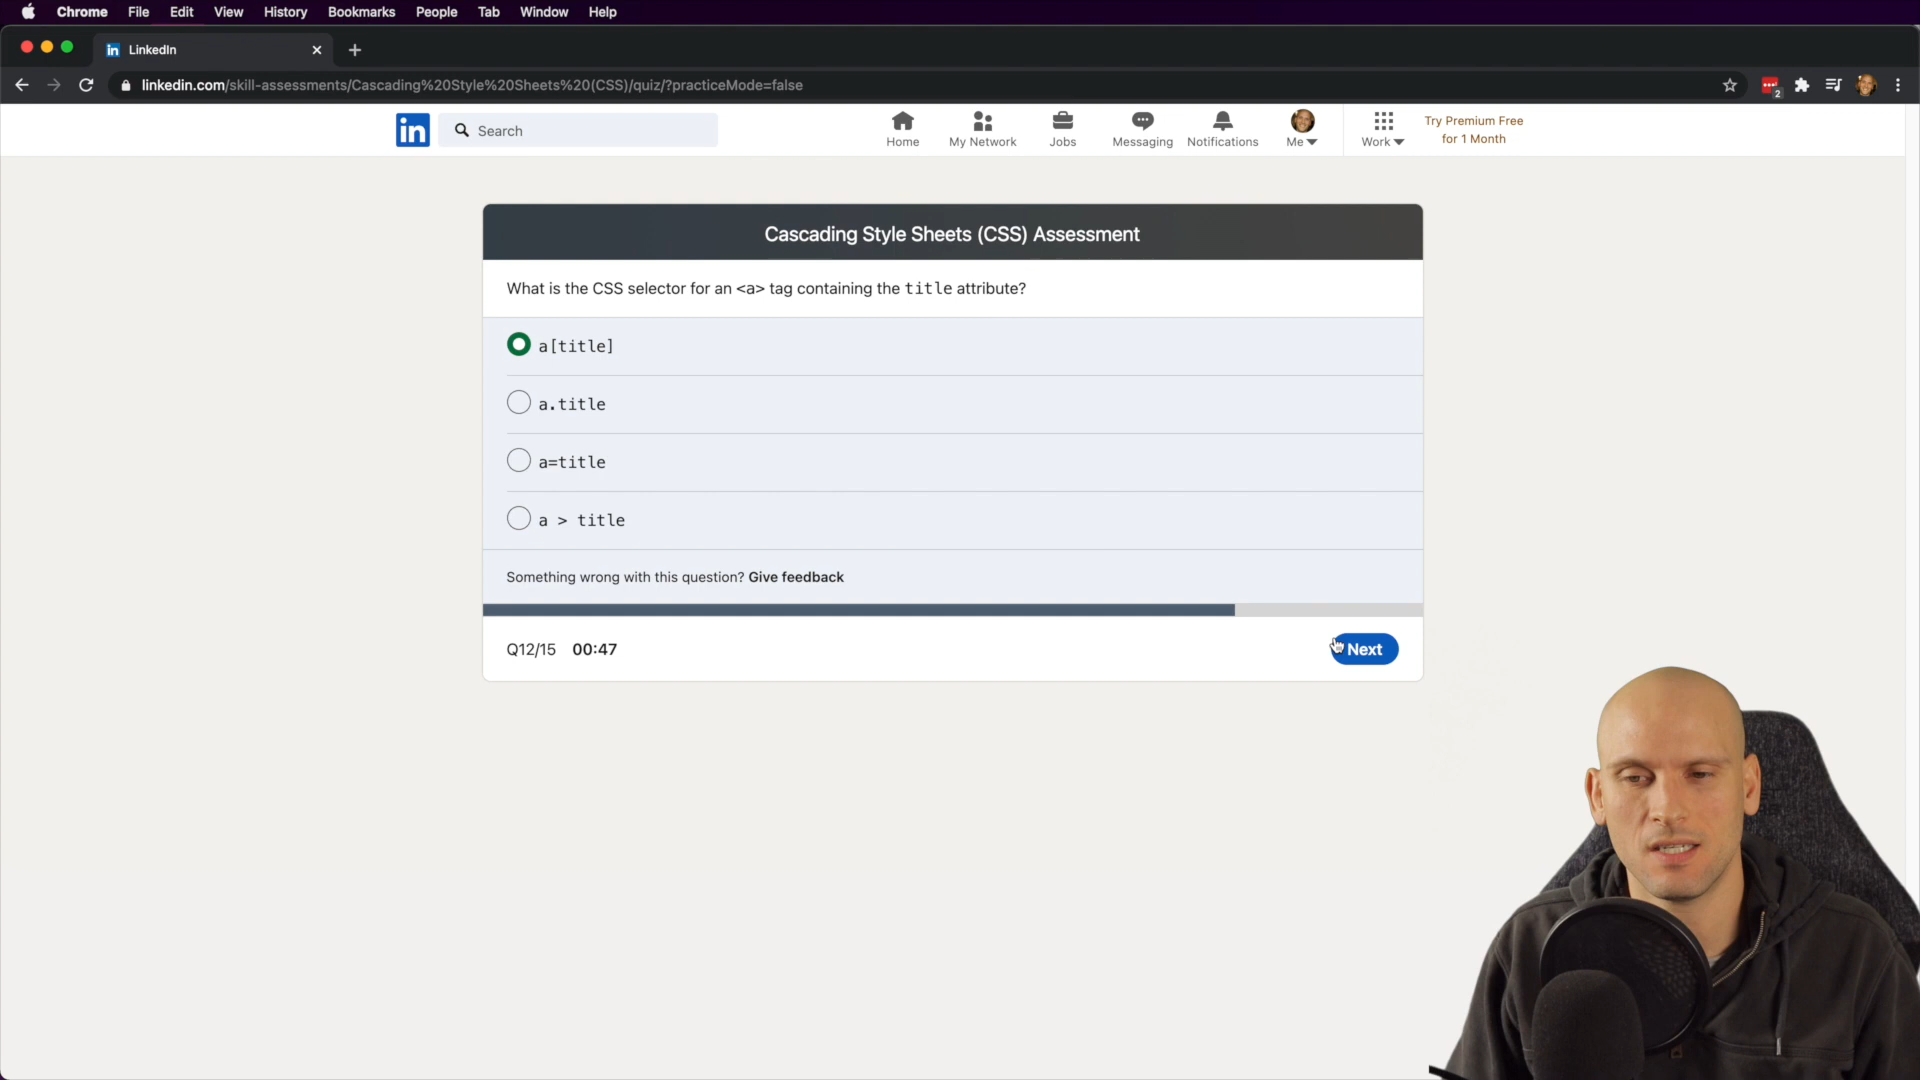 Chrome File Edit View History Bookmarks People Tab Window Help
LinkedIn
linkedin.com/skill-assessments/Cascading%20Style%20Sheets%20(CSS)/quiz/?practiceMode=false
2
in
Search
Home
My Network
Jobs
Messaging
Notifications
Me
Work
Try Premium Free
for 1 Month
Cascading Style Sheets (CSS) Assessment
What is the CSS selector for an <a> tag containing the title attribute?
a[title]
a.title
a=title
a > title
Something wrong with this question? Give feedback
Q12/15 00:47
Next